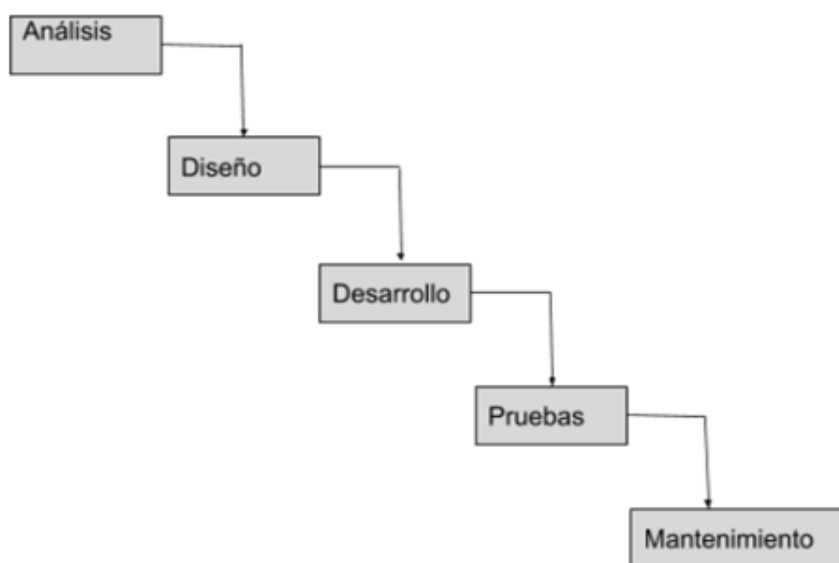 Análisis
Diseño
Desarrollo
Pruebas
Mantenimiento